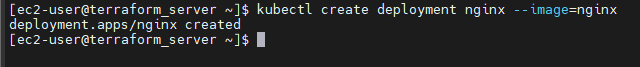 [ec2-user@terraform_server ~]$ kubectl create deployment nginx --image=nginx
deployment.apps/nginx created
[ec2-user@terraform_server ~]$